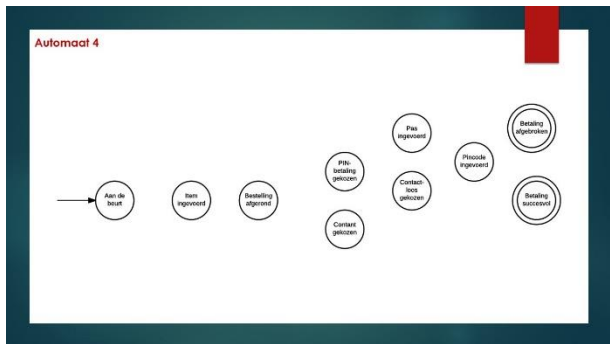 Automaat 4
Aan de
beurt
Item
ingevoerd
Bestelling
afgerond
PIN-
betaling
gekozen
Contant
gekozen
Pas
ingevoerd
Contact-
loos
gekozen
Pincode
ingevoerd
Betaling
afgebroken
Betaling
succesvol